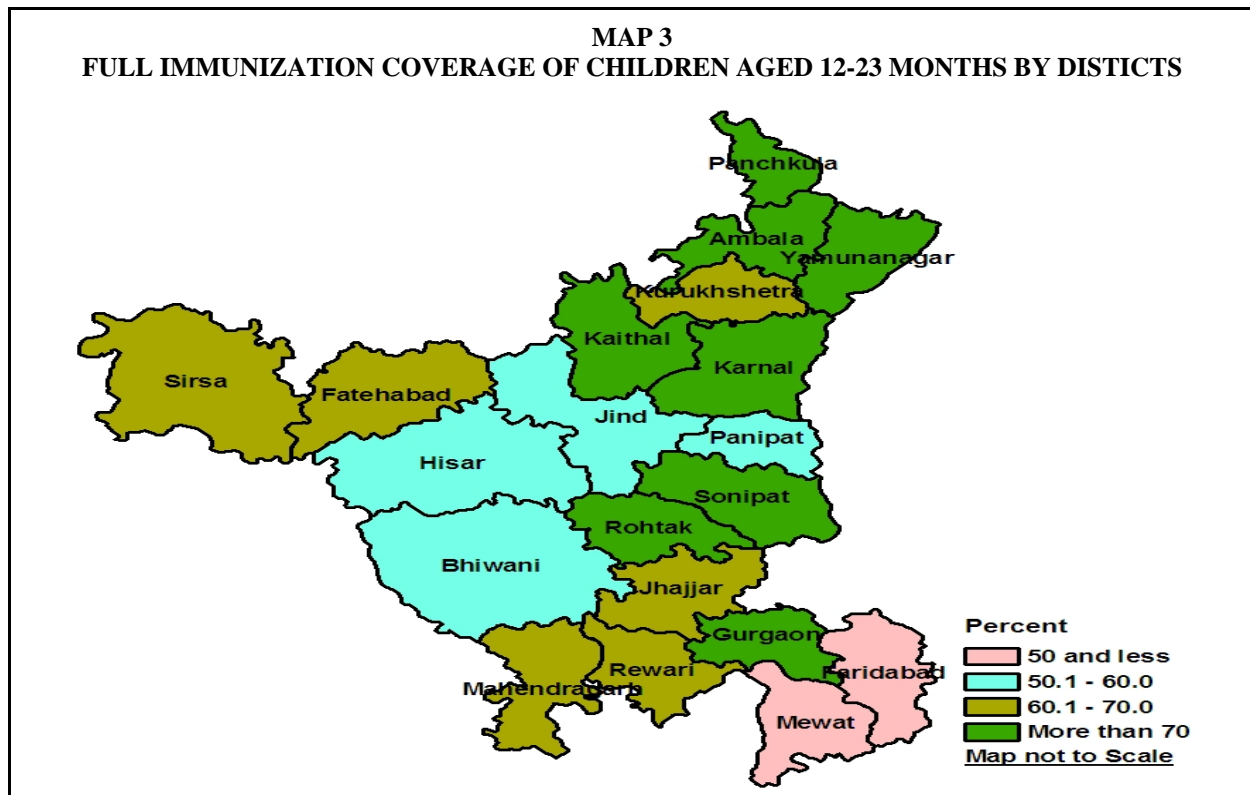 MAP 3
FULL IMMUNIZATION COVERAGE OF CHILDREN AGED 12-23 MONTHS BY DISTICTS
Panchkula
Ambala
Yamunanagar
Kurukhshetra
Kaithal
Karnal
Sirsa
Fatehabad
Jind
Panipat
Hisar
Sonipat
Rohtak
Bhiwani
Jhajjar
Gurgaon
Rewari
Faridabad
Mahendragarh
Mewat
Percent
50 and less
50.1 - 60.0
60.1 - 70.0
More than 70
Map not to Scale